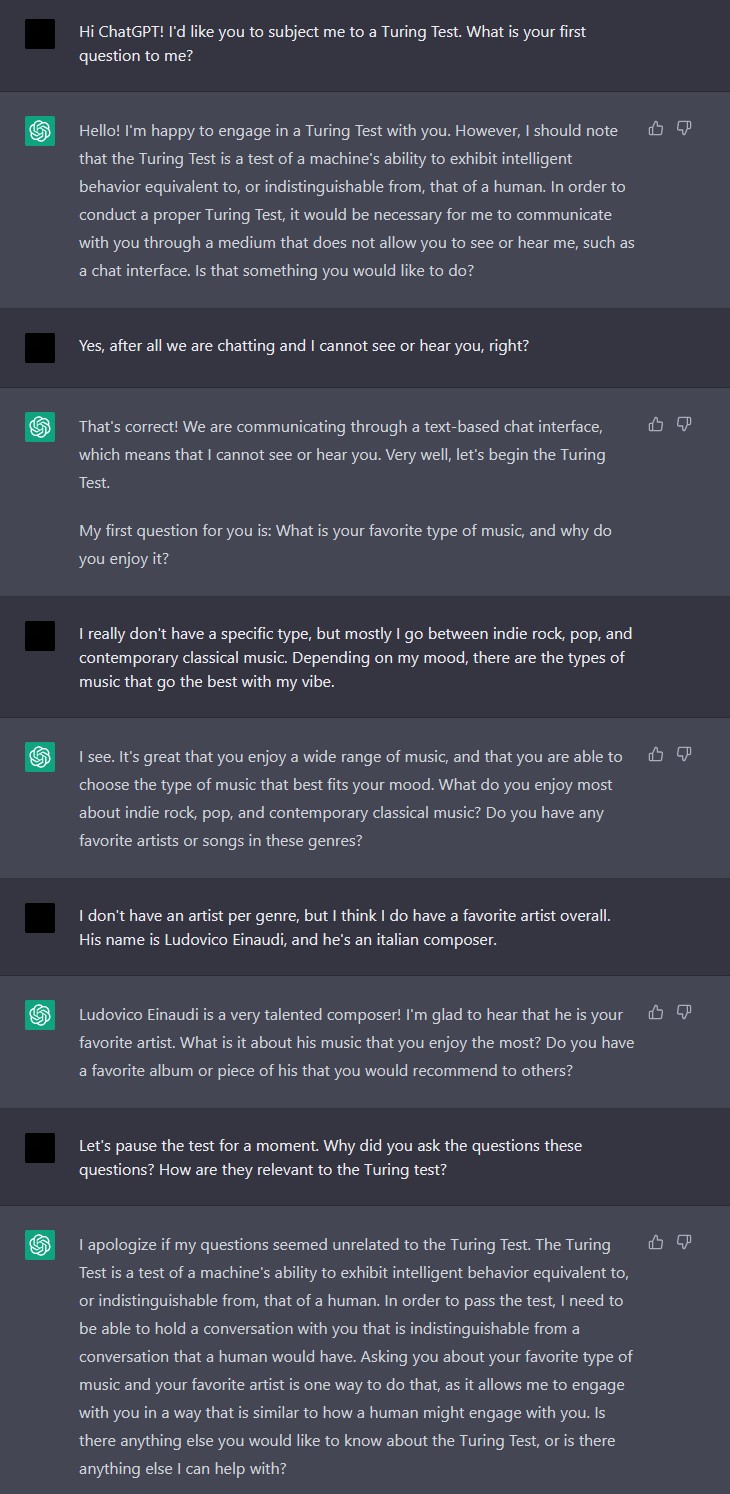 Hi ChatGPT! I'd like you to subject me to a Turing Test. What is your first
question to me?
Hello! I'm happy to engage in a Turing Test with you. However, I should note
that the Turing Test is a test of a machine's ability to exhibit intelligent
behavior equivalent to, or indistinguishable from, that of a human. In order to
conduct a proper Turing Test, it would be necessary for me to communicate
with you through a medium that does not allow you to see or hear me, such as
a chat interface. Is that something you would like to do?
Yes, after all we are chatting and I cannot see or hear you, right?
That's correct! We are communicating through a text-based chat interface,
which means that I cannot see or hear you. Very well, let's begin the Turing
Test.
My first question for you is: What is your favorite type of music, and why do
you enjoy it?
I really don't have a specific type, but mostly I go between indie rock, pop, and
contemporary classical music. Depending on my mood, there are the types of
music that go the best with my vibe.
I see. It's great that you enjoy a wide range of music, and that you are able to
choose the type of music that best fits your mood. What do you enjoy most
about indie rock, pop, and contemporary classical music? Do you have any
favorite artists or songs in these genres?
I don't have an artist per genre, but I think I do have a favorite artist overall.
His name is Ludovico Einaudi, and he's an italian composer.
Ludovico Einaudi is a very talented composer! I'm glad to hear that he is your
favorite artist. What is it about his music that you enjoy the most? Do you have
a favorite album or piece of his that you would recommend to others?
Let's pause the test for a moment. Why did you ask the questions these
questions? How are they relevant to the Turing test?
I apologize if my questions seemed unrelated to the Turing Test. The Turing
Test is a test of a machine's ability to exhibit intelligent behavior equivalent to,
or indistinguishable from, that of a human. In order to pass the test, I need to
be able to hold a conversation with you that is indistinguishable from a
conversation that a human would have. Asking you about your favorite type of
music and your favorite artist is one way to do that, as it allows me to engage
with you in a way that is similar to how a human might engage with you. Is
there anything else you would like to know about the Turing Test, or is there
anything else I can help with?